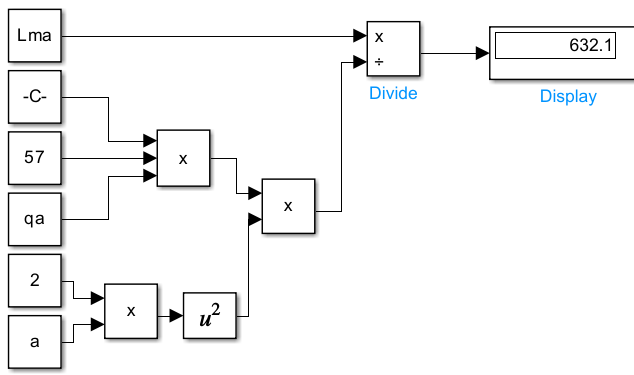 Lma
x
÷
Divide
632.1
Display
-C-
57
qa
x
x
2
a
x
u²